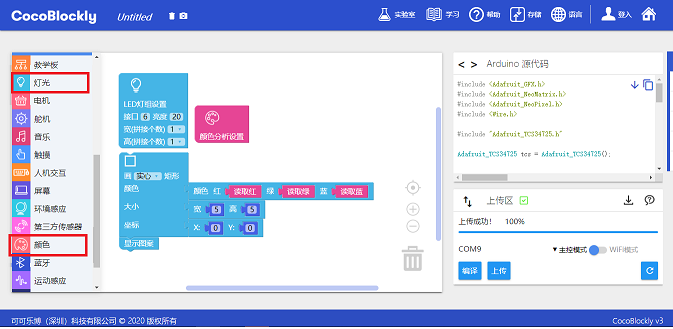 CocoBlockly Untitled 实验室 学习 帮助 存储 语言 登入
教学板
灯光
电机
舵机
音乐
触摸
人机交互
屏幕
环境感应
第三方传感器
颜色
蓝牙
运动感应
LED灯组设置
接口 6 亮度 20
宽(拼接个数) 1
高(拼接个数) 1
颜色分析设置
画 实心 矩形
颜色 颜色 红 读取红 绿 读取绿 蓝 读取蓝
大小 宽 5 高 5
坐标 X: 0 Y: 0
显示图案
< > Arduino 源代码
#include <Adafruit_GFX.h>
#include <Adafruit_NeoMatrix.h>
#include <Adafruit_NeoPixel.h>
#include <Wire.h>
#include "Adafruit_TCS34725.h"
Adafruit_TCS34725 tcs = Adafruit_TCS34725();
上传区
上传成功! 100%
COM9 主控模式 WiFi模式
编译 上传
可可乐博（深圳）科技有限公司 © 2020 版权所有 CocoBlockly v3